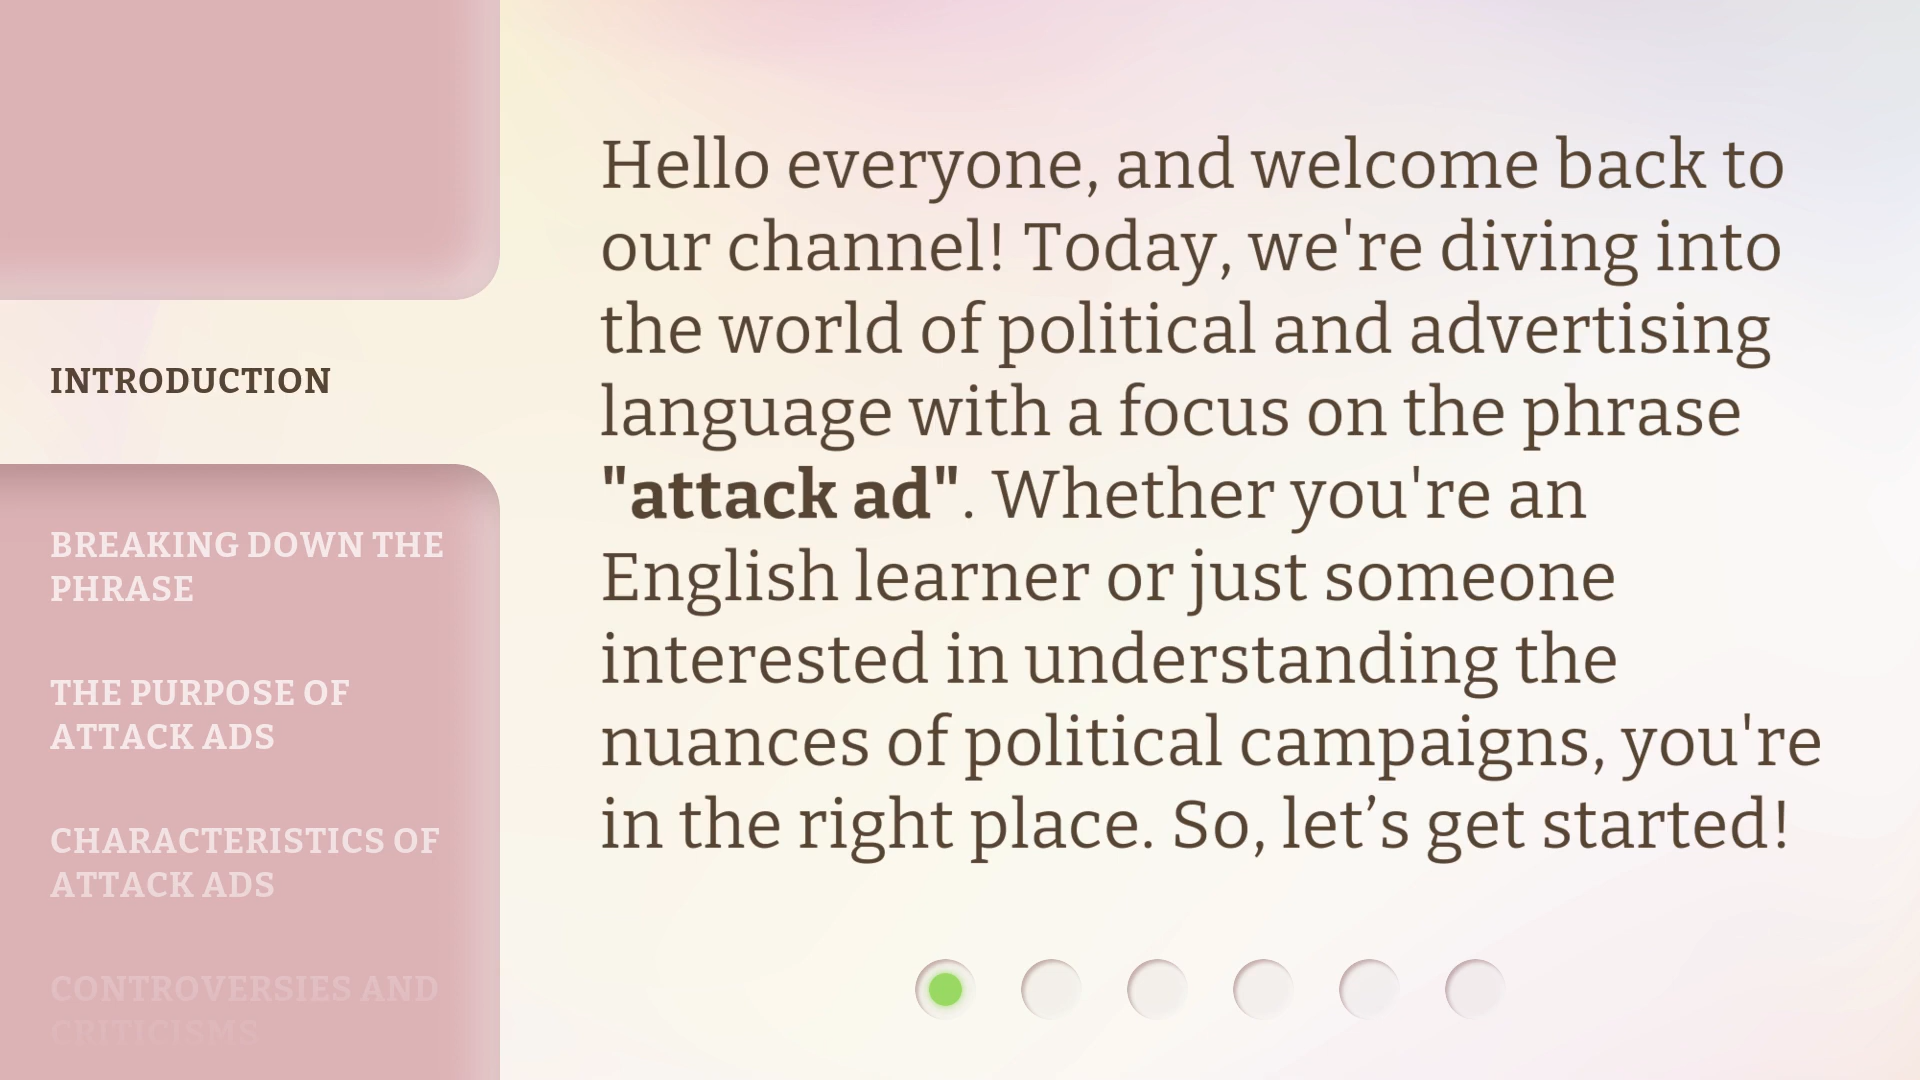 INTRODUCTION
BREAKING DOWN THE
PHRASE
THE PURPOSE OF
ATTACK ADS
CHARACTERISTICS OF
ATTACK ADS
CONTROVERSIES AND
CRITICISMS
Hello everyone, and welcome back to
our channel! Today, we're diving into
the world of political and advertising
language with a focus on the phrase
"attack ad". Whether you're an
English learner or just someone
interested in understanding the
nuances of political campaigns, you're
in the right place. So, let’s get started!